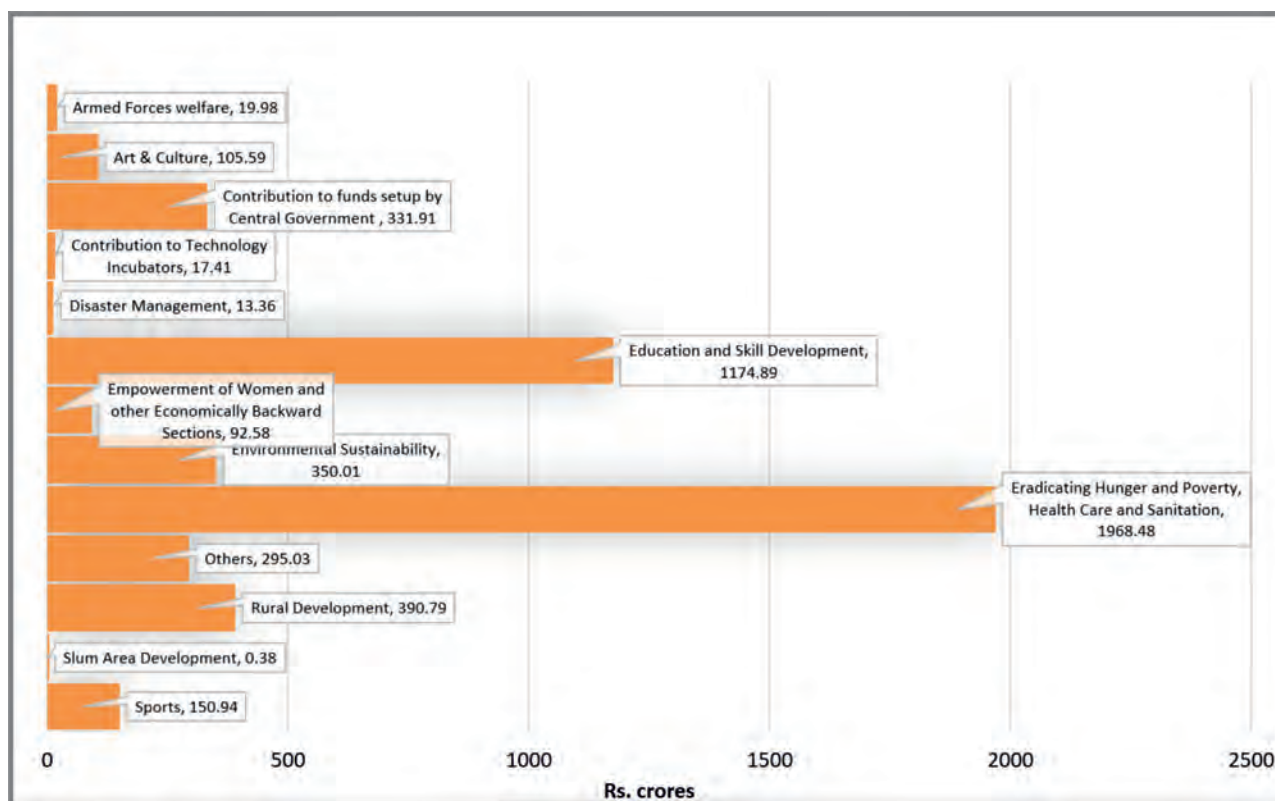 Armed Forces welfare, 19.98
Art & Culture, 105.59
Contribution to funds setup by
Central Government , 331.91
Contribution to Technology
Incubators, 17.41
Disaster Management, 13.36
Education and Skill Development,
1174.89
Empowerment of Women and
other Economically Backward
Sections, 92.58
Environmental Sustainability,
350.01
Eradicating Hunger and Poverty,
Health Care and Sanitation,
1968.48
Others, 295.03
Rural Development, 390.79
Slum Area Development, 0.38
Sports, 150.94
0 500 1000 1500 2000 2500
Rs. crores